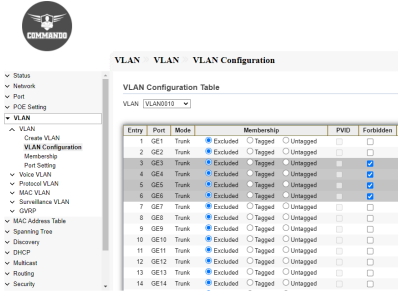 COMMANDO
VLAN VLAN VLAN Configuration
Status
Network
Port
POE Setting
VLAN
VLAN
Create VLAN
VLAN Configuration
Membership
Port Setting
Voice VLAN
Protocol VLAN
MAC VLAN
Surveillance VLAN
GVRP
MAC Address Table
Spanning Tree
Discovery
DHCP
Multicast
Routing
Security
VLAN Configuration Table
VLAN VLAN0010
Entry Port Mode Membership PVID Forbidden
1 GE1 Trunk Excluded Tagged Untagged
2 GE2 Trunk Excluded Tagged Untagged
3 GE3 Trunk Excluded Tagged Untagged
4 GE4 Trunk Excluded Tagged Untagged
5 GE5 Trunk Excluded Tagged Untagged
6 GE6 Trunk Excluded Tagged Untagged
7 GE7 Trunk Excluded Tagged Untagged
8 GE8 Trunk Excluded Tagged Untagged
9 GE9 Trunk Excluded Tagged Untagged
10 GE10 Trunk Excluded Tagged Untagged
11 GE11 Trunk Excluded Tagged Untagged
12 GE12 Trunk Excluded Tagged Untagged
13 GE13 Trunk Excluded Tagged Untagged
14 GE14 Trunk Excluded Tagged Untagged